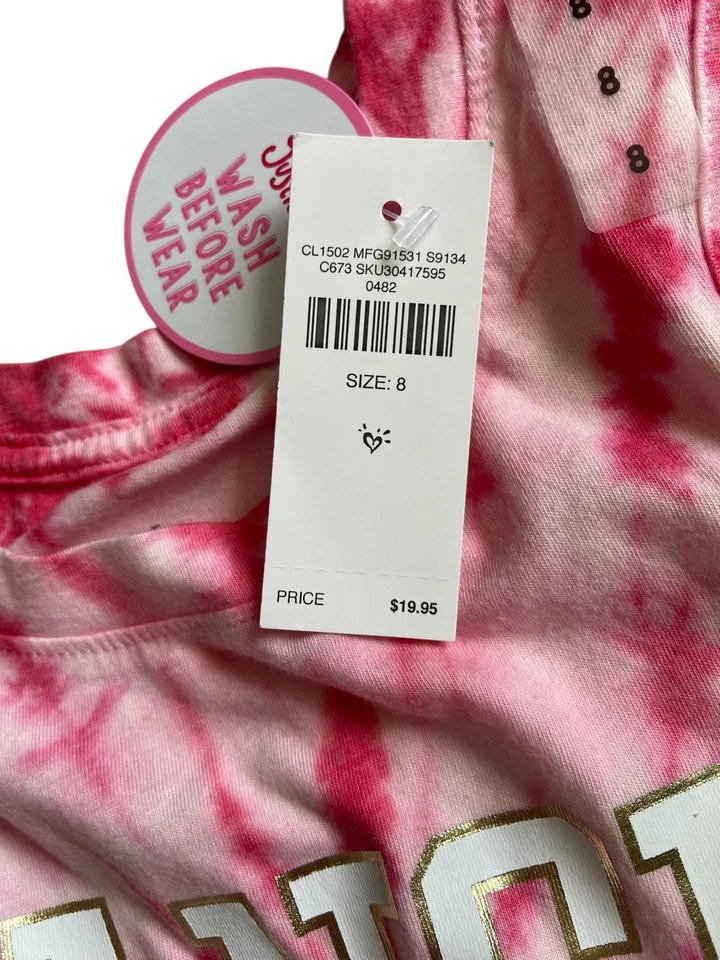 WASH
BEFORE
WEAR
CL1502 MFG91531 S9134
C673 SKU30417595
0482
SIZE: 8
PRICE $19.95
8
8
8